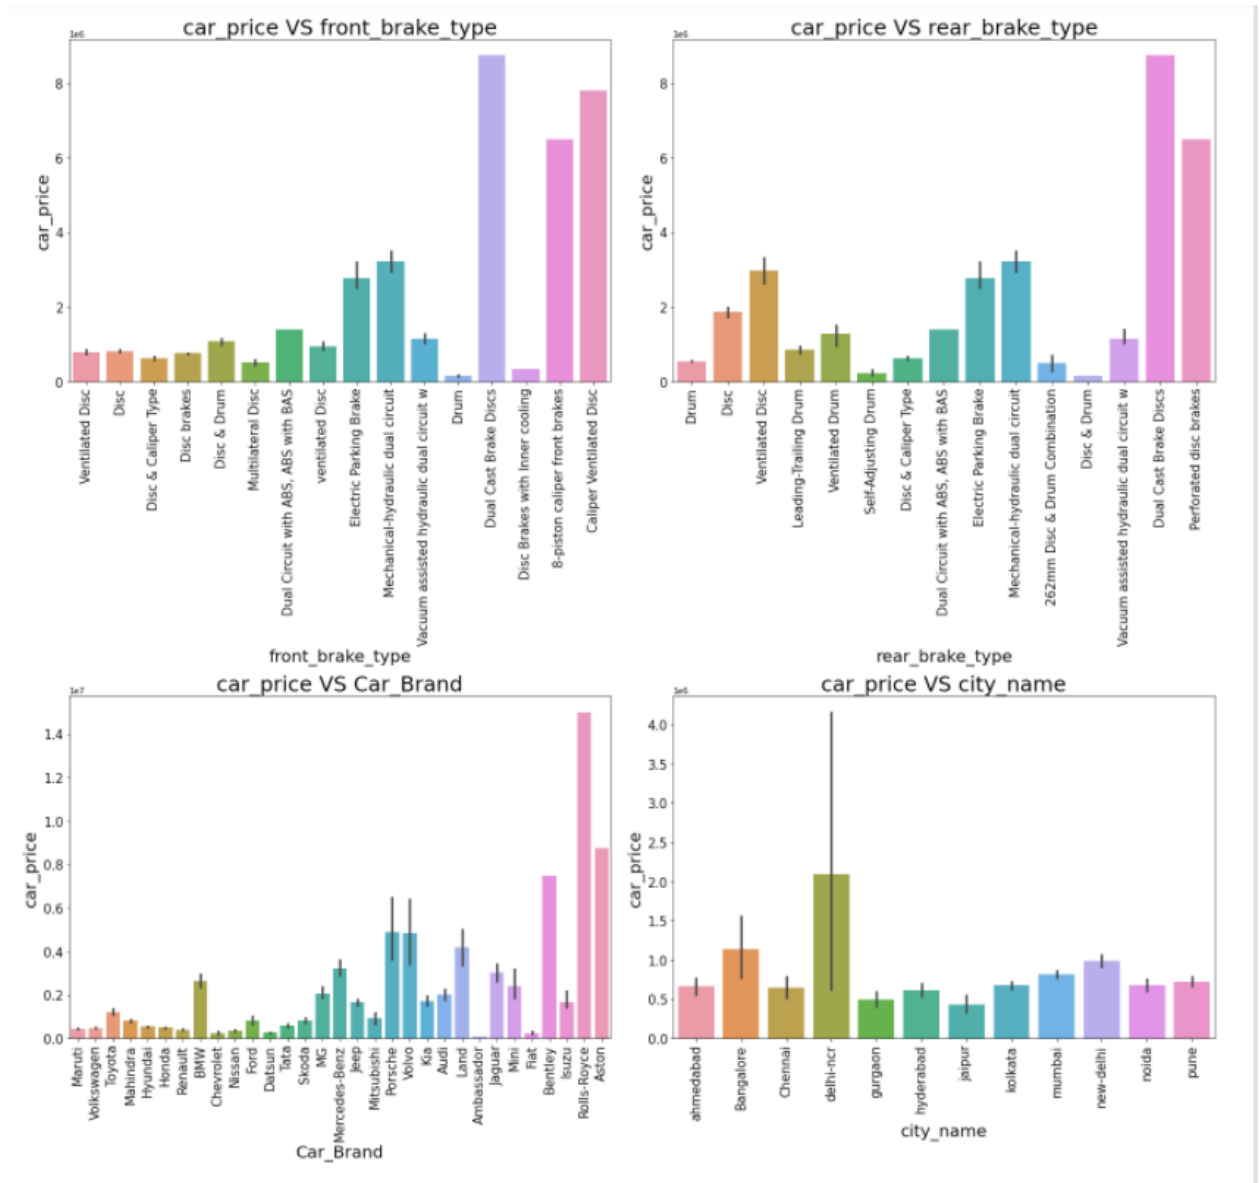 car_price VS front_brake_type
1e6
8
6
4
2
0
car_price
Ventilated Disc
Disc
Disc & Caliper Type
Disc brakes
Disc & Drum
Multilateral Disc
Dual Circuit with ABS, ABS with BAS
ventilated Disc
Electric Parking Brake
Mechanical-hydraulic dual circuit
Vacuum assisted hydraulic dual circuit w
Drum
Dual Cast Brake Discs
Disc Brakes with Inner cooling
8-piston caliper front brakes
Caliper Ventilated Disc
front_brake_type
car_price VS rear_brake_type
1e6
8
6
4
2
0
car_price
Drum
Disc
Ventilated Disc
Leading-Trailing Drum
Ventilated Drum
Self-Adjusting Drum
Disc & Caliper Type
Dual Circuit with ABS, ABS with BAS
Electric Parking Brake
Mechanical-hydraulic dual circuit
262mm Disc & Drum Combination
Disc & Drum
Vacuum assisted hydraulic dual circuit w
Dual Cast Brake Discs
Perforated disc brakes
rear_brake_type
car_price VS Car_Brand
1e7
1.4
1.2
1.0
0.8
0.6
0.4
0.2
0.0
car_price
Maruti
Volkswagen
Toyota
Mahindra
Hyundai
Honda
Renault
BMW
Chevrolet
Nissan
Ford
Datsun
Tata
Skoda
MG
Mercedes-Benz
Jeep
Mitsubishi
Porsche
Volvo
Kia
Audi
Land
Ambassador
Jaguar
Mini
Fiat
Bentley
Isuzu
Rolls-Royce
Aston
Car_Brand
car_price VS city_name
1e6
4.0
3.5
3.0
2.5
2.0
1.5
1.0
0.5
0.0
car_price
ahmedabad
Bangalore
Chennai
delhi-ncr
gurgaon
hyderabad
jaipur
kolkata
mumbai
new-delhi
noida
pune
city_name